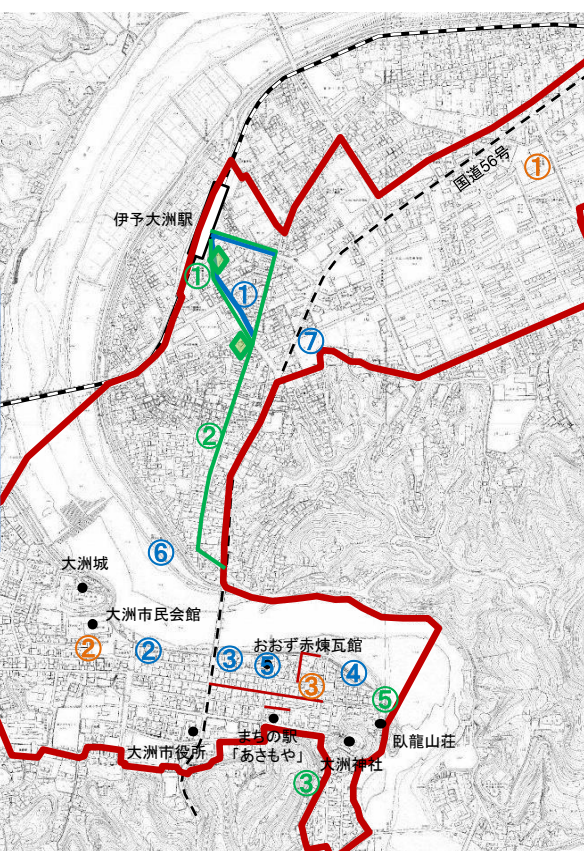 国道56号
①
伊予大洲駅
①
①
⑦
②
⑥
大洲城
大洲市民会館
②
②
③
おおず赤煉瓦館
⑤
④
③
⑤
大洲市役所
まちの駅
「あさもや」
大洲神社
臥龍山荘
③